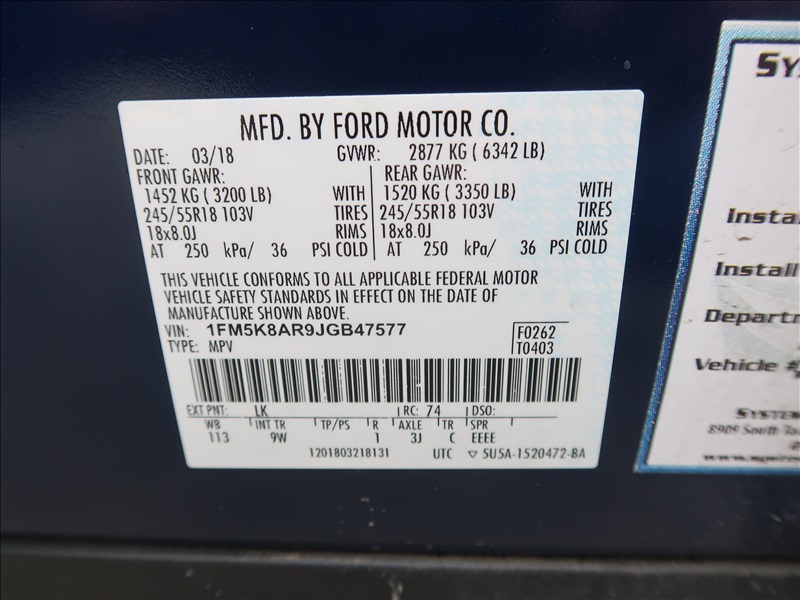 MFD. BY FORD MOTOR CO.
DATE: 03/18 GVWR: 2877 KG ( 6342 LB)
FRONT GAWR: REAR GAWR:
1452 KG ( 3200 LB) WITH 1520 KG ( 3350 LB) WITH
245/55R18 103V TIRES 245/55R18 103V TIRES
18x8.0J RIMS 18x8.0J RIMS
AT 250 kPa/ 36 PSI COLD AT 250 kPa/ 36 PSI COLD
THIS VEHICLE CONFORMS TO ALL APPLICABLE FEDERAL MOTOR
VEHICLE SAFETY STANDARDS IN EFFECT ON THE DATE OF
MANUFACTURE SHOWN ABOVE.
VIN: 1FM5K8AR9JGB47577 F0262
TYPE: MPV T0403
EXT PNT: LK RC: 74 DSO:
WB INT TR TP/PS R AXLE TR SPR
113 9W 1 3J C EEEE
1201803218131 UTC ▽ 5U5A-1520472-BA
Insta
Install
Departm
Vehicle #
System
8909 South